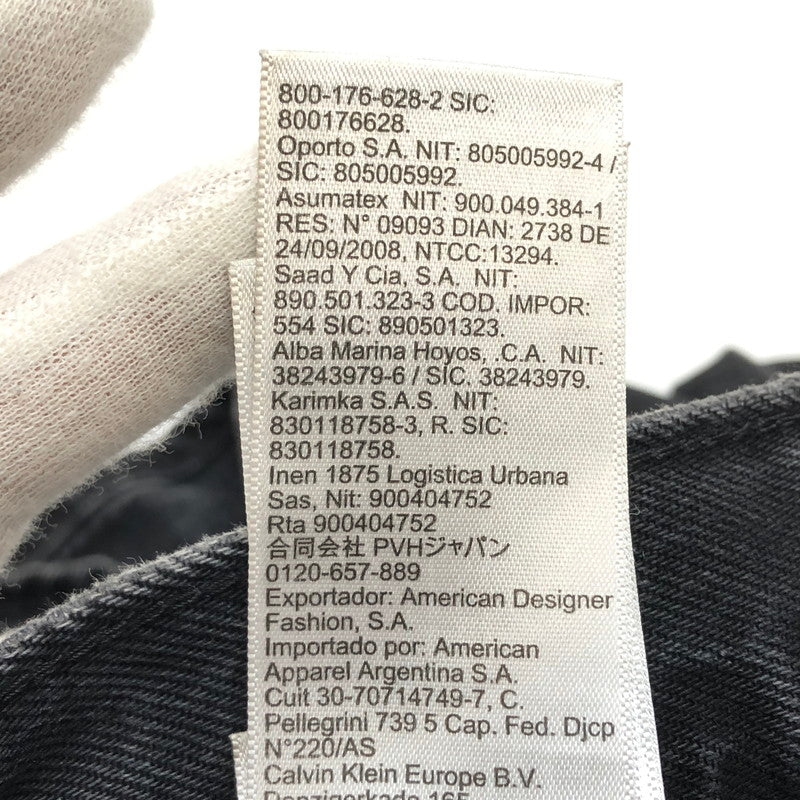 800-176-628-2 SIC:
800176628.
Oporto S.A. NIT: 805005992-4 /
SIC: 805005992.
Asumatex NIT: 900.049.384-1
RES: N° 09093 DIAN: 2738 DE
24/09/2008, NTCC:13294.
Saad Y Cia, S.A. NIT:
890.501.323-3 COD. IMPOR:
554 SIC: 890501323.
Alba Marina Hoyos, .C.A. NIT:
38243979-6 / SIC. 38243979.
Karimka S.A.S. NIT:
830118758-3, R. SIC:
830118758.
Inen 1875 Logistica Urbana
Sas, Nit: 900404752
Rta 900404752
合同会社 PVHジャパン
0120-657-889
Exportador: American Designer
Fashion, S.A.
Importado por: American
Apparel Argentina S.A.
Cuit 30-70714749-7, C.
Pellegrini 739 5 Cap. Fed. Djcp
N°220/AS
Calvin Klein Europe B.V.
Danzigerkade 165